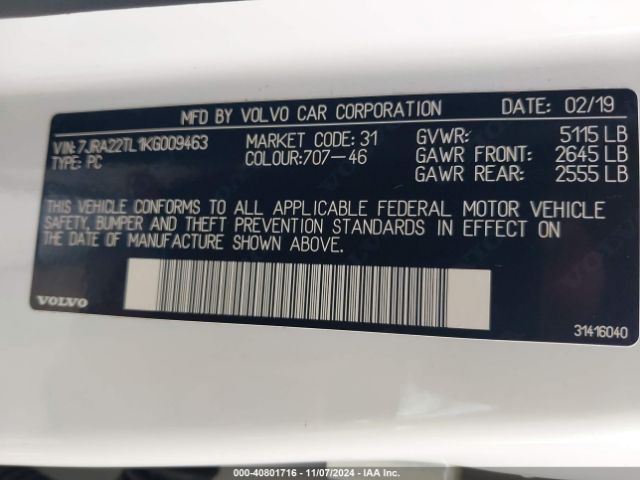 MFD BY VOLVO CAR CORPORATION DATE: 02/19
VIN:7JRA22TL1KG009463 MARKET CODE: 31 GVWR: 5115 LB
TYPE: PC COLOUR:707-46 GAWR FRONT: 2645 LB
GAWR REAR: 2555 LB
THIS VEHICLE CONFORMS TO ALL APPLICABLE FEDERAL MOTOR VEHICLE
SAFETY, BUMPER AND THEFT PREVENTION STANDARDS IN EFFECT ON
THE DATE OF MANUFACTURE SHOWN ABOVE.
VOLVO
31416040
000-40801716 - 11/07/2024 - IAAI.COM